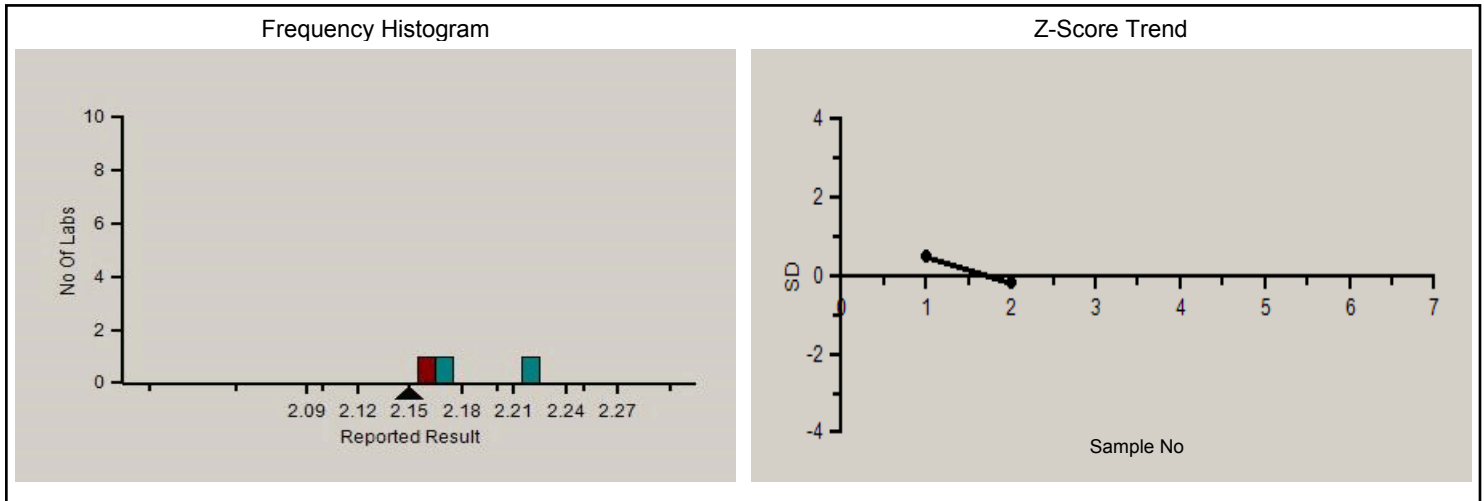 Frequency Histogram
10
8
6
4
2
0
No Of Labs
2.09 2.12 2.15 2.18 2.21 2.24 2.27
Reported Result
Z-Score Trend
4
2
0
-2
-4
SD
0 1 2 3 4 5 6 7
Sample No